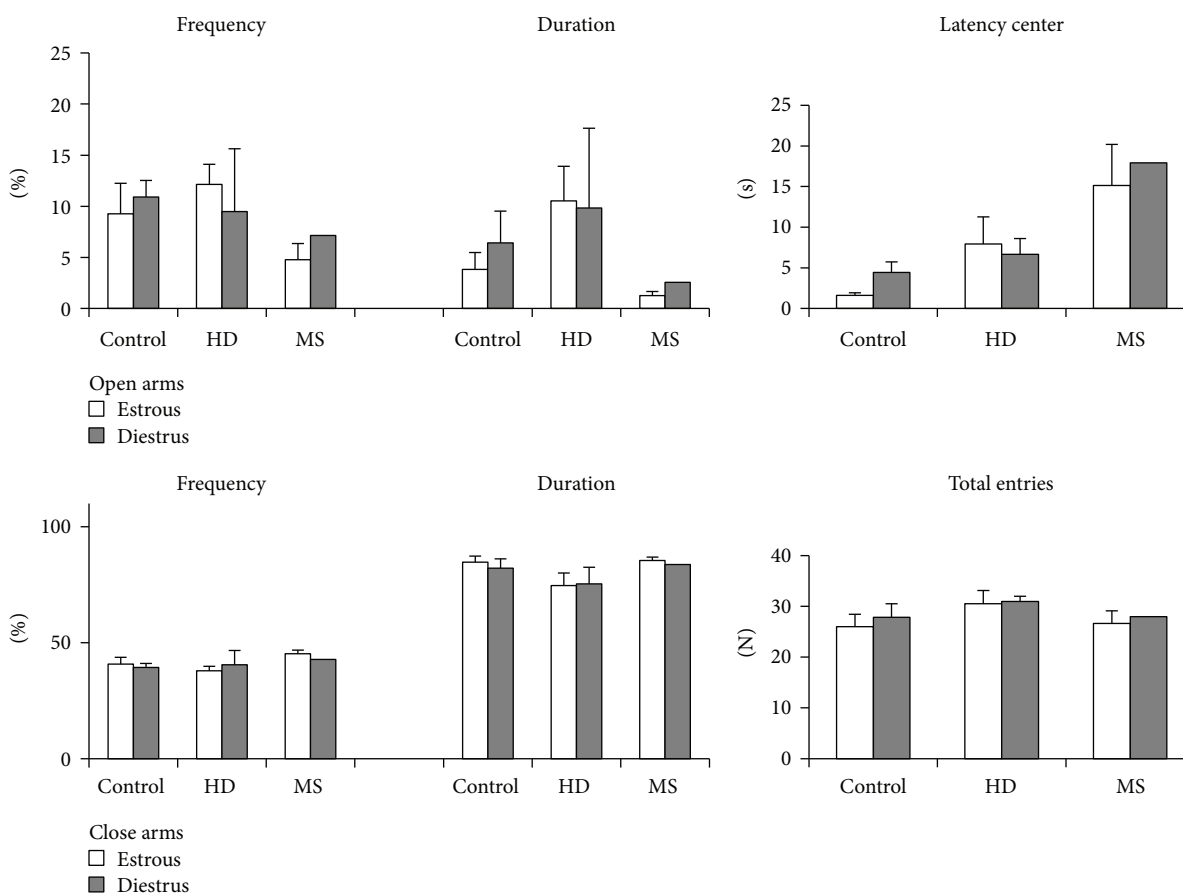 Frequency
Duration
(%)
25
20
15
10
5
0
Control HD MS Control HD MS
Open arms
Estrous
Diestrus
Latency center
(s)
25
20
15
10
5
0
Control HD MS
Frequency
Duration
(%)
100
50
0
Control HD MS Control HD MS
Close arms
Estrous
Diestrus
Total entries
(N)
40
30
20
10
0
Control HD MS